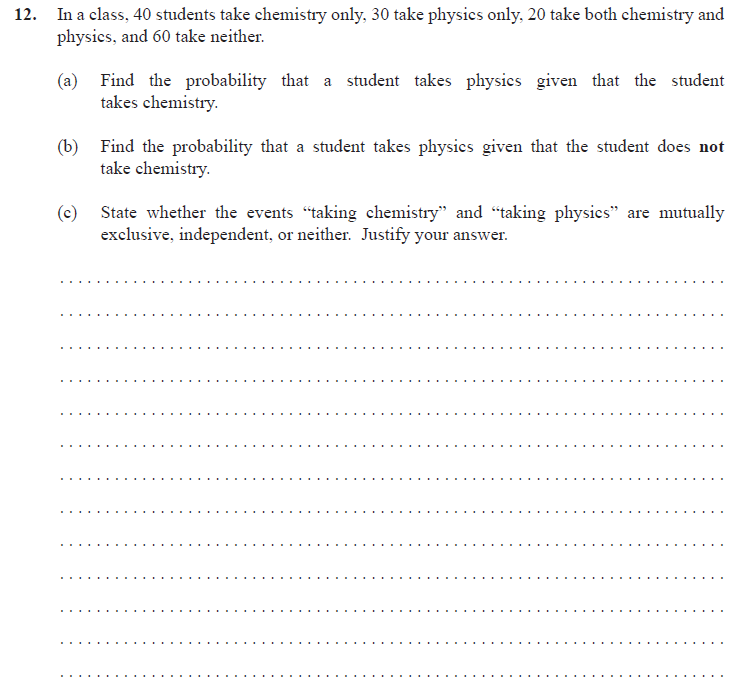 12. In a class, 40 students take chemistry only, 30 take physics only, 20 take both chemistry and
physics, and 60 take neither.
(a) Find the probability that a student takes physics given that the student
takes chemistry.
(b) Find the probability that a student takes physics given that the student does not
take chemistry.
(c) State whether the events “taking chemistry” and “taking physics” are mutually
exclusive, independent, or neither. Justify your answer.